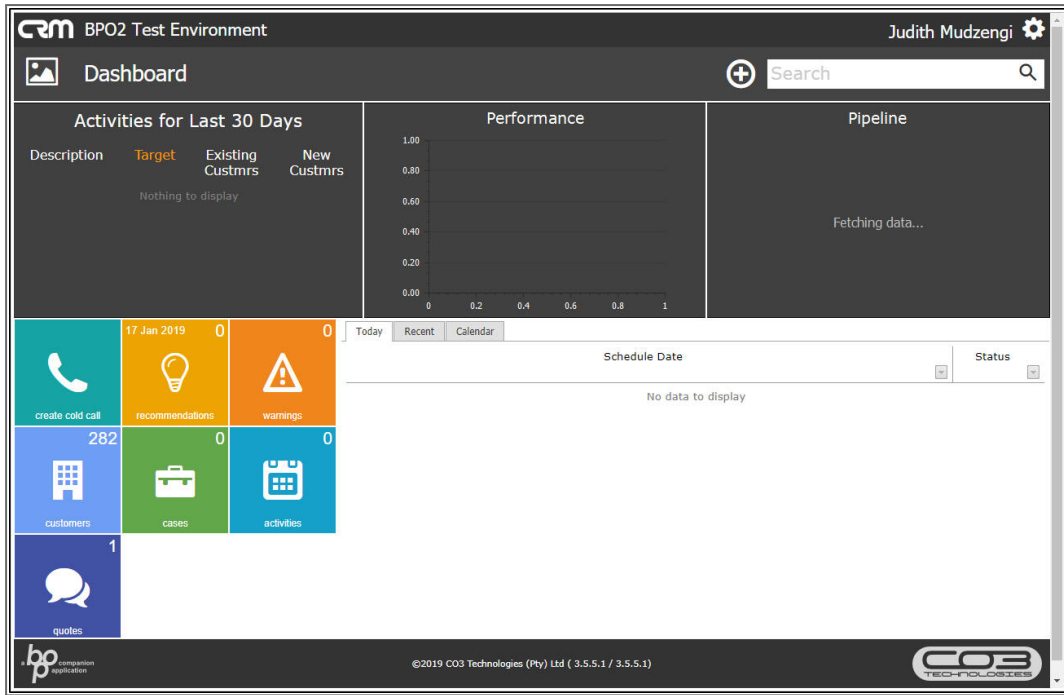 CRM BPO2 Test Environment
Judith Mudzengi
Dashboard
Search
Activities for Last 30 Days
Description Target Existing Custmrs New Custmrs
Nothing to display
Performance
1.00
0.80
0.60
0.40
0.20
0.00
0 0.2 0.4 0.6 0.8 1
Pipeline
Fetching data...
create cold call
17 Jan 2019 0
recommendations
0
warnings
282
customers
0
cases
0
activities
1
quotes
Today Recent Calendar
Schedule Date Status
No data to display
a bpo companion
application
©2019 CO3 Technologies (Pty) Ltd ( 3.5.5.1 / 3.5.5.1)
CO3
TECHNOLOGIES